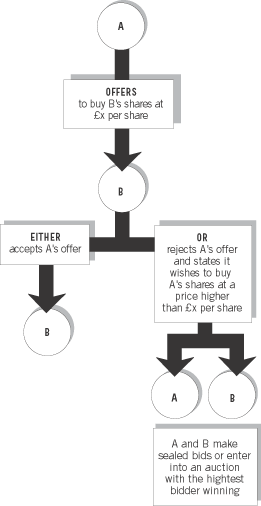 A
OFFERS
to buy B's shares at
£x per share
B
EITHER
accepts A's offer
OR
rejects A's offer
and states it
wishes to buy
A's shares at a
price higher
than £x per share
B
A
B
A and B make
sealed bids or enter
into an auction
with the hightest
bidder winning